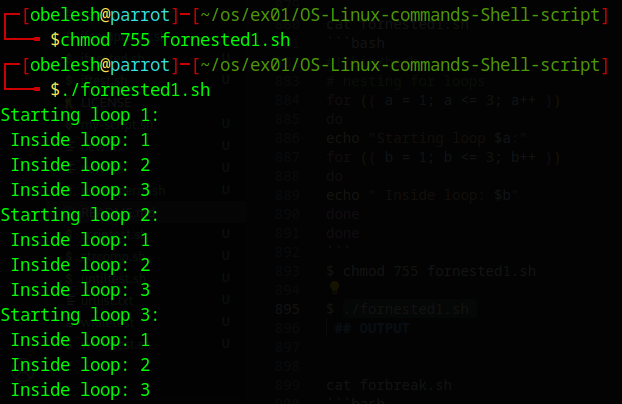 ┌─[obelesh@parrot]─[~/os/ex01/OS-Linux-commands-Shell-script]
└──╼ $chmod 755 fornested1.sh
┌─[obelesh@parrot]─[~/os/ex01/OS-Linux-commands-Shell-script]
└──╼ $./fornested1.sh
Starting loop 1:
 Inside loop: 1
 Inside loop: 2
 Inside loop: 3
Starting loop 2:
 Inside loop: 1
 Inside loop: 2
 Inside loop: 3
Starting loop 3:
 Inside loop: 1
 Inside loop: 2
 Inside loop: 3
cat fornested1.sh
```bash
# nesting for loops
884 for (( a = 1; a <= 3; a++ ))
885 do
886 echo "Starting loop $a:"
887 for (( b = 1; b <= 3; b++ ))
888 do
889 echo " Inside loop: $b"
890 done
891 done
892 ```
893 $ chmod 755 fornested1.sh
894
895 $ ./fornested1.sh
896 ## OUTPUT
897
899 cat forbreak.sh
```bash